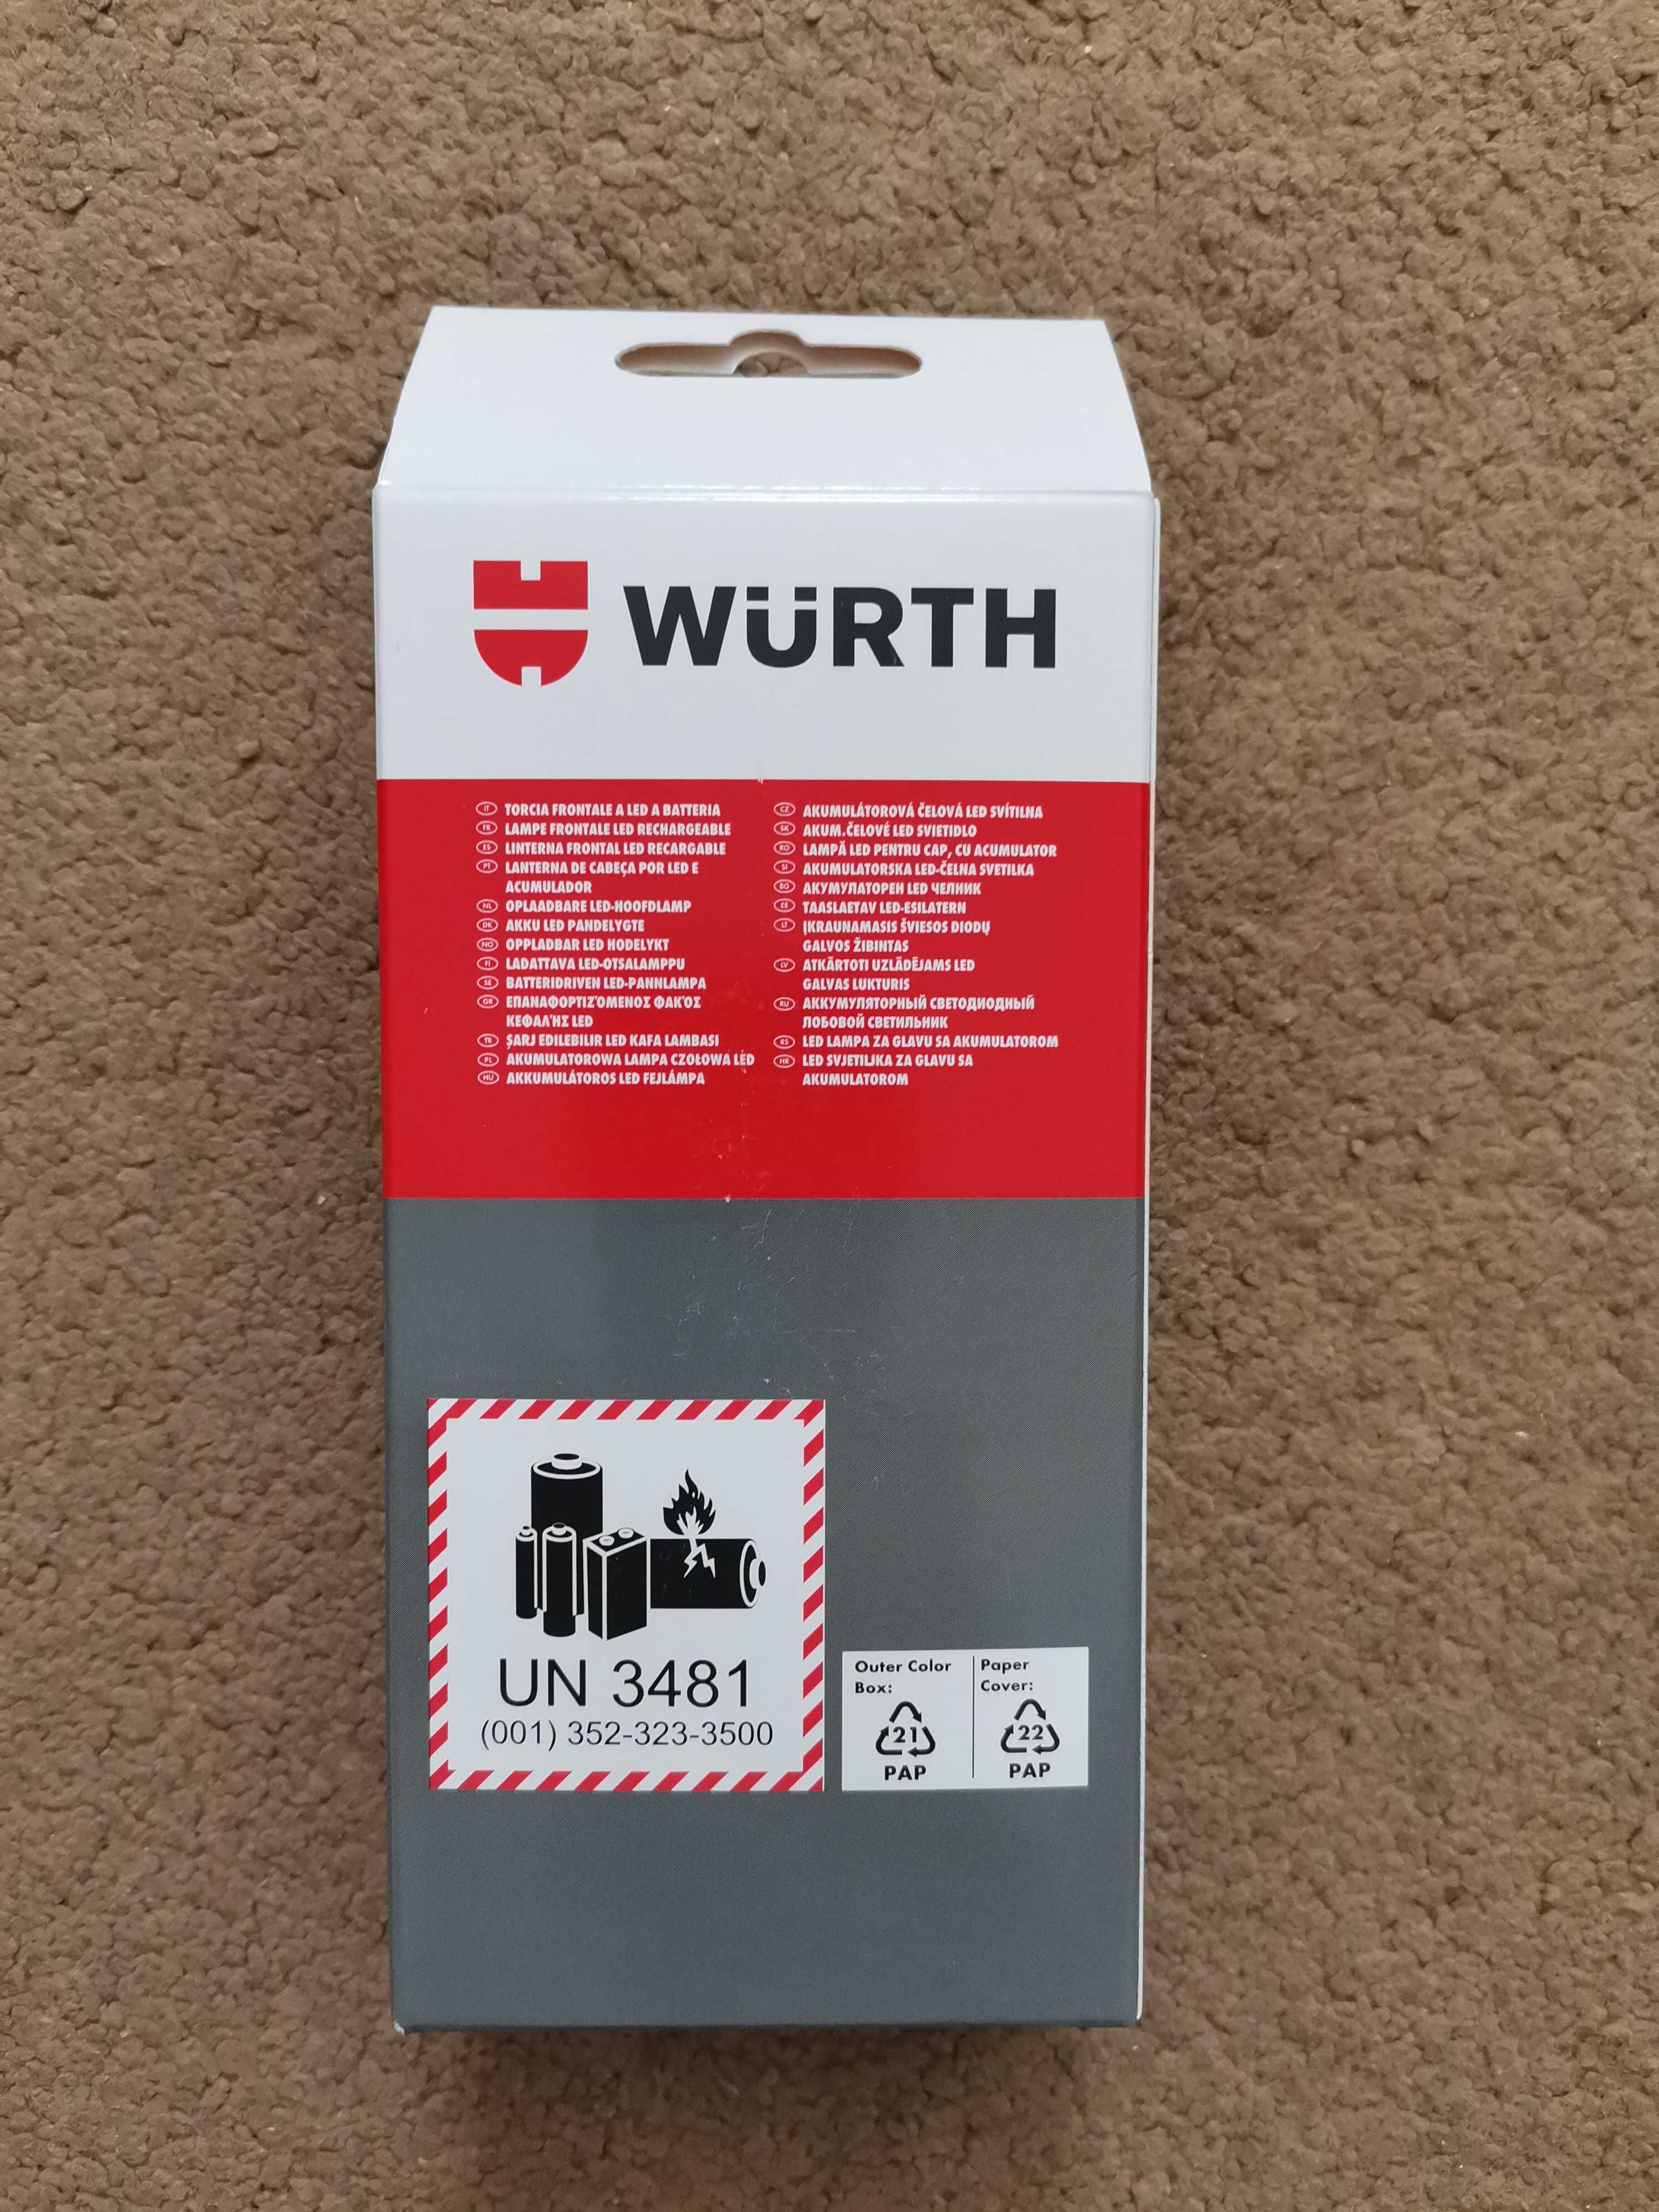 WÜRTH
IT TORCIA FRONTALE A LED A BATTERIA
FR LAMPE FRONTALE LED RECHARGEABLE
ES LINTERNA FRONTAL LED RECARGABLE
PT LANTERNA DE CABEÇA POR LED E
ACUMULADOR
NL OPLAADBARE LED-HOOFDLAMP
DK AKKU LED PANDELYGTE
NO OPPLADBAR LED HODELYKT
FI LADATTAVA LED-OTSALAMPPU
SE BATTERIDRIVEN LED-PANNLAMPA
GR ΕΠΑΝΑΦΟΡΤΙΖΌΜΕΝΟΣ ΦΑΚΌΣ
ΚΕΦΑΛΉΣ LED
TR ŞARJ EDILEBILIR LED KAFA LAMBASI
PL AKUMULATOROWA LAMPA CZOŁOWA LED
HU AKKUMULÁTOROS LED FEJLÁMPA
CZ AKUMULÁTOROVÁ ČELOVÁ LED SVÍTILNA
SK AKUM.ČELOVÉ LED SVIETIDLO
RO LAMPĂ LED PENTRU CAP, CU ACUMULATOR
SI AKUMULATORSKA LED-ČELNA SVETILKA
BG АКУМУЛАТОРЕН LED ЧЕЛНИК
EE TAASLAETAV LED-ESILATERN
LT ĮKRAUNAMASIS ŠVIESOS DIODŲ
GALVOS ŽIBINTAS
LV ATKĀRTOTI UZLĀDĒJAMS LED
GALVAS LUKTURIS
RU АККУМУЛЯТОРНЫЙ СВЕТОДИОДНЫЙ
ЛОБОВОЙ СВЕТИЛЬНИК
RS LED LAMPA ZA GLAVU SA AKUMULATOROM
HR LED SVJETILJKA ZA GLAVU SA
AKUMULATOROM
UN 3481
(001) 352-323-3500
Outer Color
Box:
21
PAP
Paper
Cover:
22
PAP